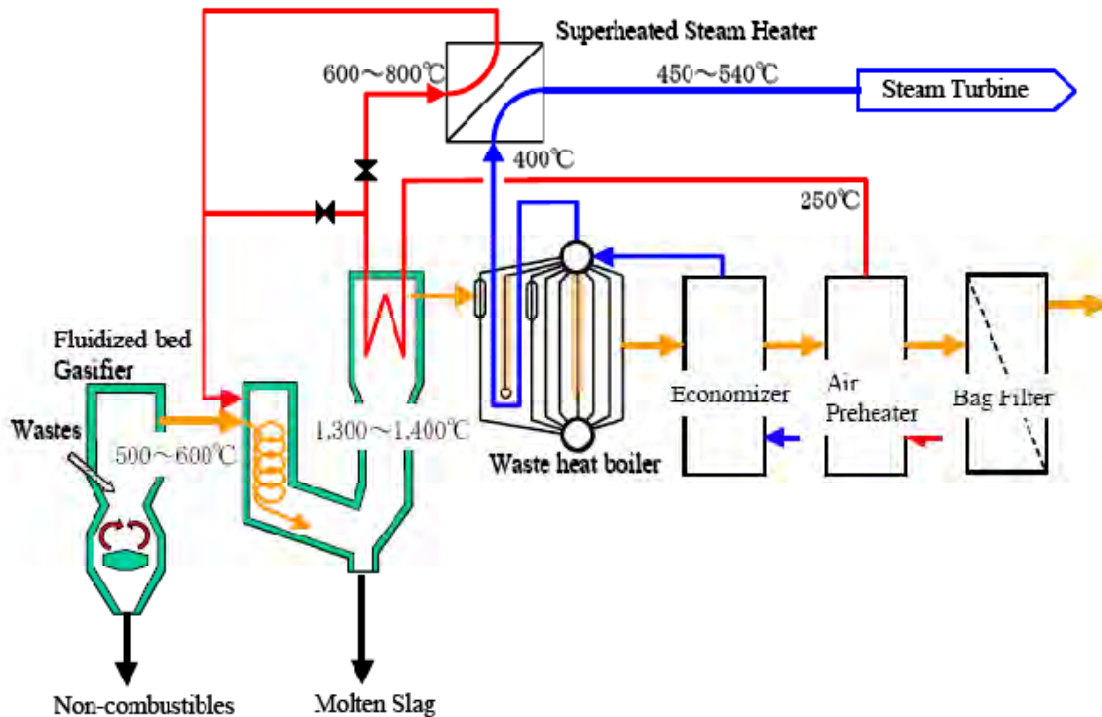 Superheated Steam Heater
600～800℃
450～540℃
Steam Turbine
400℃
250℃
Fluidized bed
Gasifier
Wastes
500～600℃
1,300～1,400℃
Economizer
Air
Preheater
Bag Filter
Waste heat boiler
Non-combustibles
Molten Slag